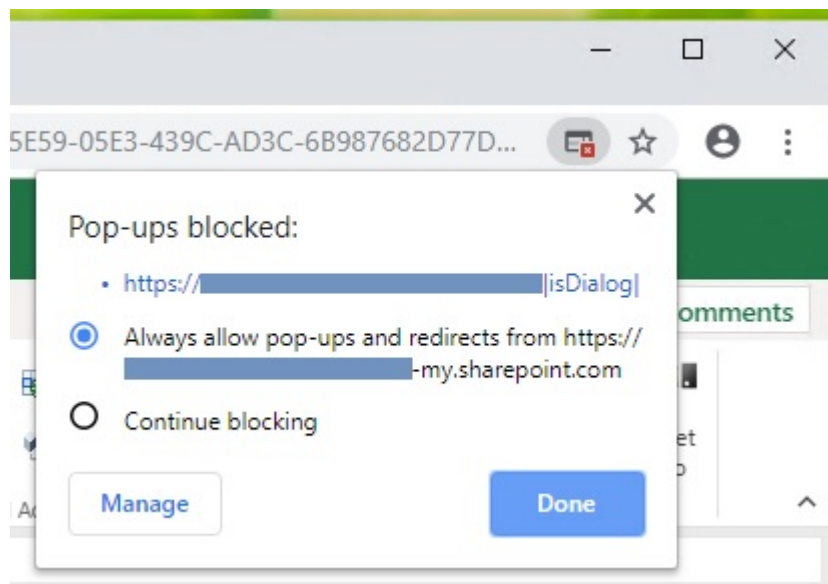 5E59-05E3-439C-AD3C-6B987682D77D...
Pop-ups blocked:
• https:// |isDialog|
Always allow pop-ups and redirects from https://
-my.sharepoint.com
omments
Continue blocking
et
Manage
Done